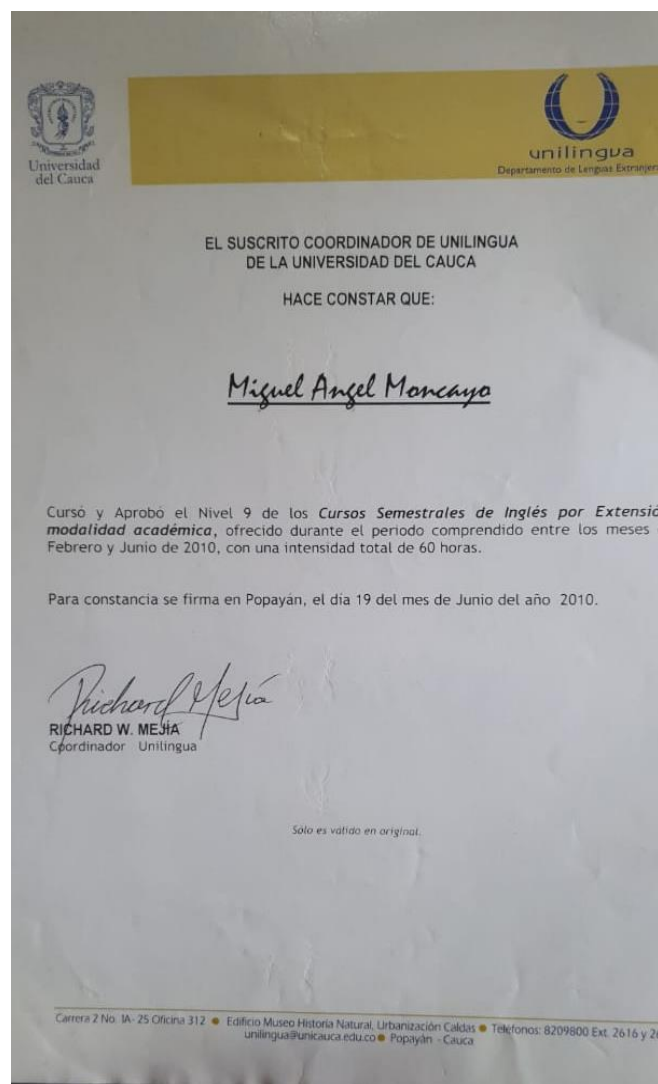 Universidad
del Cauca
unilingua
Departamento de Lenguas Extranjer
EL SUSCRITO COORDINADOR DE UNILINGUA
DE LA UNIVERSIDAD DEL CAUCA
HACE CONSTAR QUE:
Miguel Angel Moncayo
Cursó y Aprobó el Nivel 9 de los Cursos Semestrales de Inglés por Extensió
modalidad académica, ofrecido durante el periodo comprendido entre los meses
Febrero y Junio de 2010, con una intensidad total de 60 horas.
Para constancia se firma en Popayán, el día 19 del mes de Junio del año 2010.
Richard Mejía
RICHARD W. MEJÍA
Coordinador Unilingua
Sólo es válido en original.
Carrera 2 No. 1A- 25 Oficina 312 ● Edificio Museo Historia Natural, Urbanización Caldas ● Teléfonos: 8209800 Ext. 2616 y 26
unilingua@unicauca.edu.co ● Popayán - Cauca